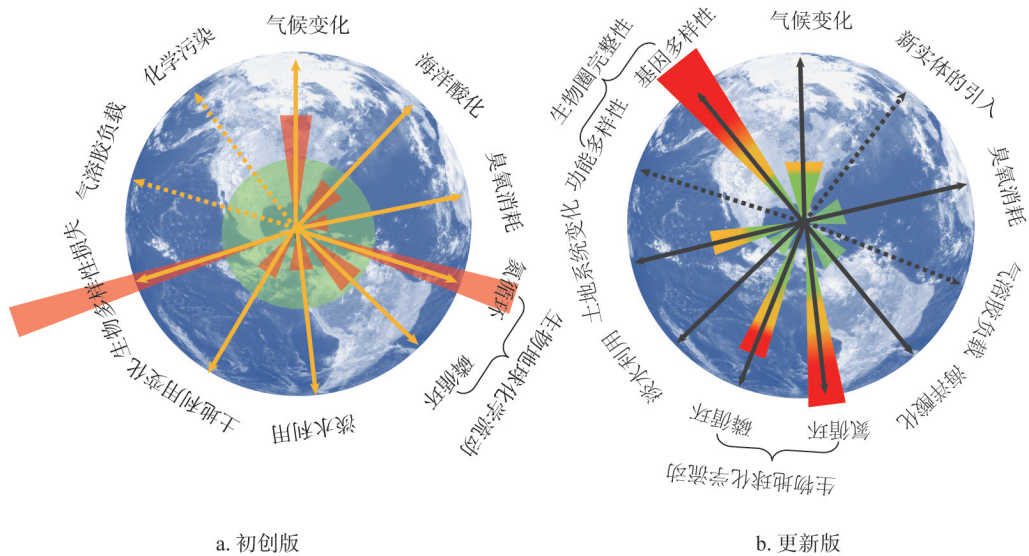 气候变化
海洋酸化
臭氧消耗
氮循环
磷循环
生物地球化学流动
淡水利用
土地利用变化
生物多样性损失
气溶胶负载
化学污染
a. 初创版
气候变化
新实体的引入
臭氧消耗
气溶胶负载
海洋酸化
氮循环
磷循环
生物地球化学流动
淡水利用
土地系统变化
功能多样性
基因多样性
生物圈完整性
b. 更新版